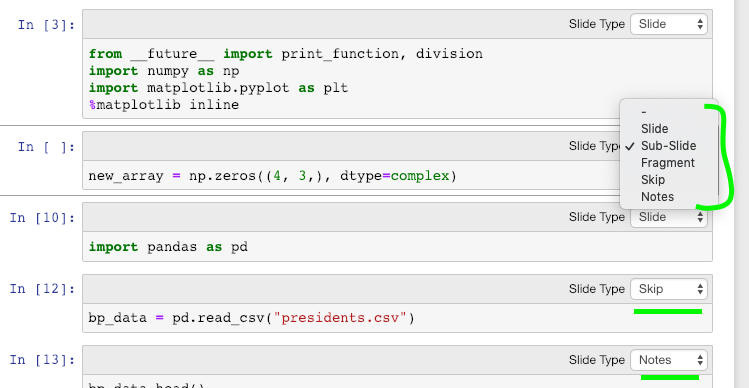 In [3]:
Slide Type Slide
from __future__ import print_function, division
import numpy as np
import matplotlib.pyplot as plt
%matplotlib inline
In [ ]:
Slide Typ
-
Slide
✓ Sub-Slide
Fragment
Skip
Notes
new_array = np.zeros((4, 3,), dtype=complex)
In [10]:
Slide Type Slide
import pandas as pd
In [12]:
Slide Type Skip
bp_data = pd.read_csv("presidents.csv")
In [13]:
Slide Type Notes
bp_data.head()